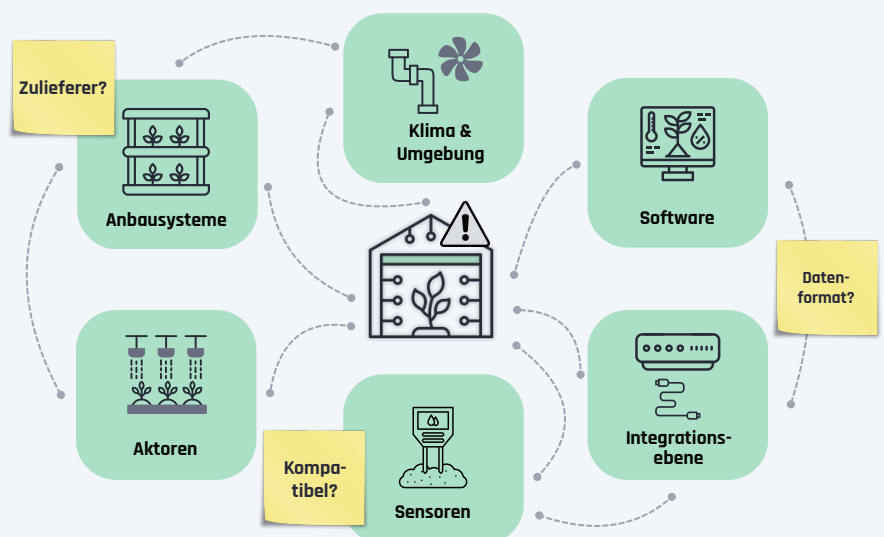 Zulieferer?
Anbausysteme
Klima &
Umgebung
Software
Daten-
format?
Aktoren
Kompa-
tibel?
Sensoren
Integrations-
ebene